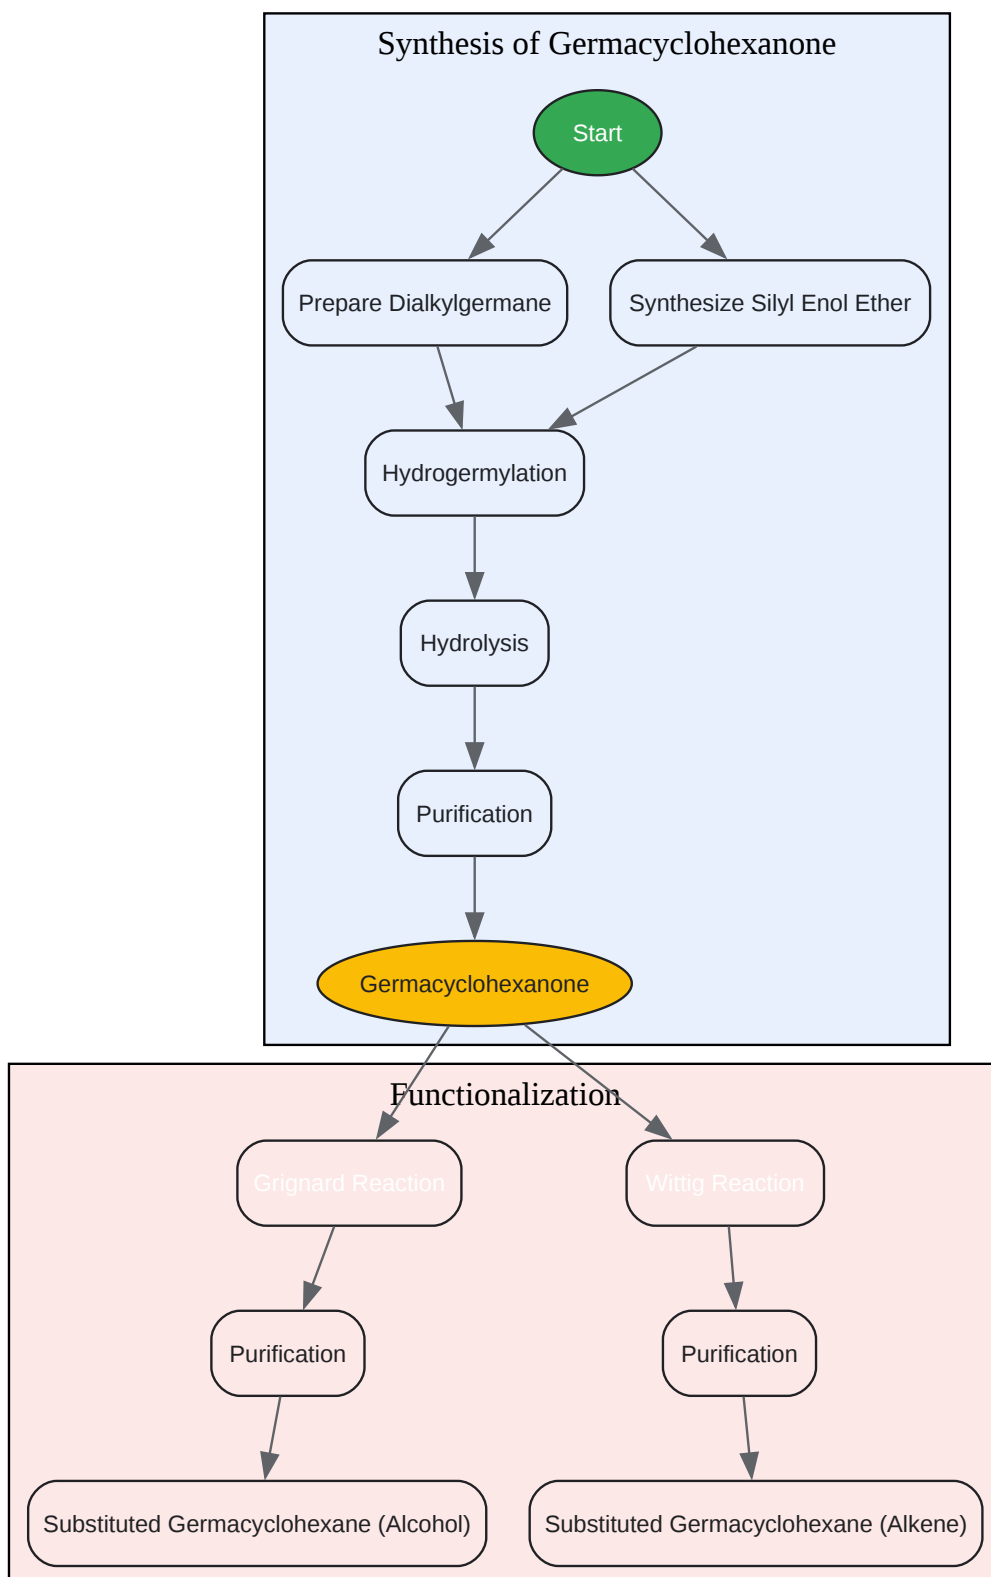 Synthesis of Germacyclohexanone
Start
Prepare Dialkylgermane
Synthesize Silyl Enol Ether
Hydrogermylation
Hydrolysis
Purification
Germacyclohexanone
Functionalization
Grignard Reaction
Wittig Reaction
Purification
Purification
Substituted Germacyclohexane (Alcohol)
Substituted Germacyclohexane (Alkene)